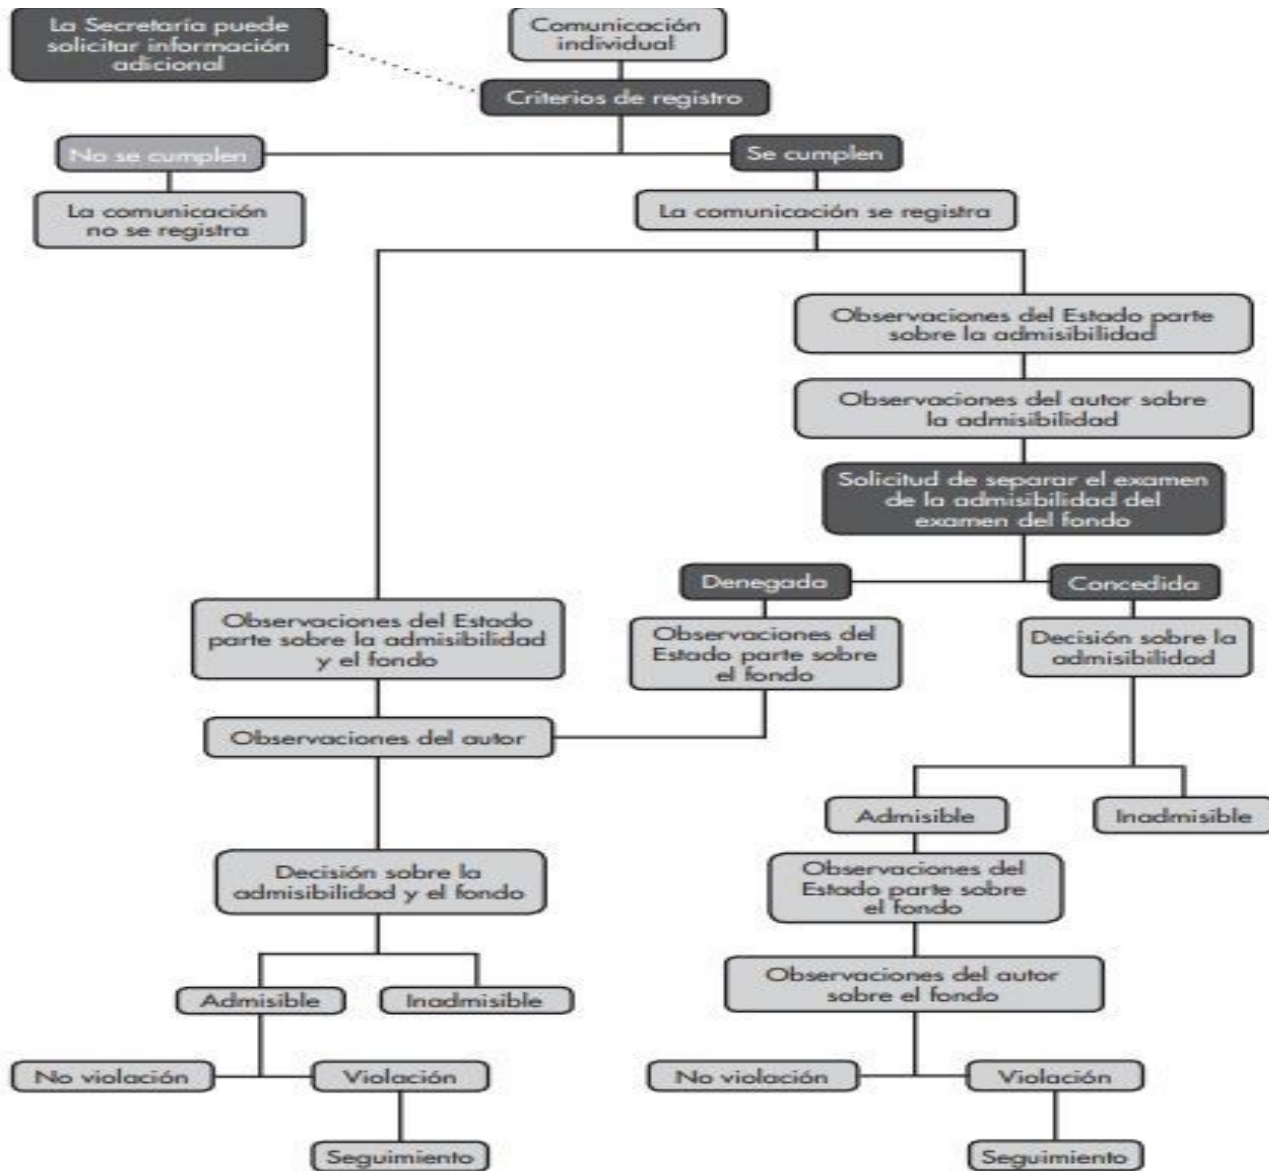 La Secretaría puede
solicitar información
adicional
Comunicación
individual
Criterios de registro
No se cumplen
Se cumplen
La comunicación
no se registra
La comunicación se registra
Observaciones del Estado parte
sobre la admisibilidad
Observaciones del autor sobre
la admisibilidad
Solicitud de separar el examen
de la admisibilidad del
examen del fondo
Denegada
Concedida
Observaciones del Estado
parte sobre la admisibilidad
y el fondo
Observaciones del
Estado parte sobre
el fondo
Decisión sobre la
admisibilidad
Observaciones del autor
Admisible
Inadmisible
Decisión sobre la
admisibilidad y el fondo
Observaciones del
Estado parte sobre
el fondo
Observaciones del autor
sobre el fondo
Admisible
Inadmisible
No violación
Violación
No violación
Violación
Seguimiento
Seguimiento